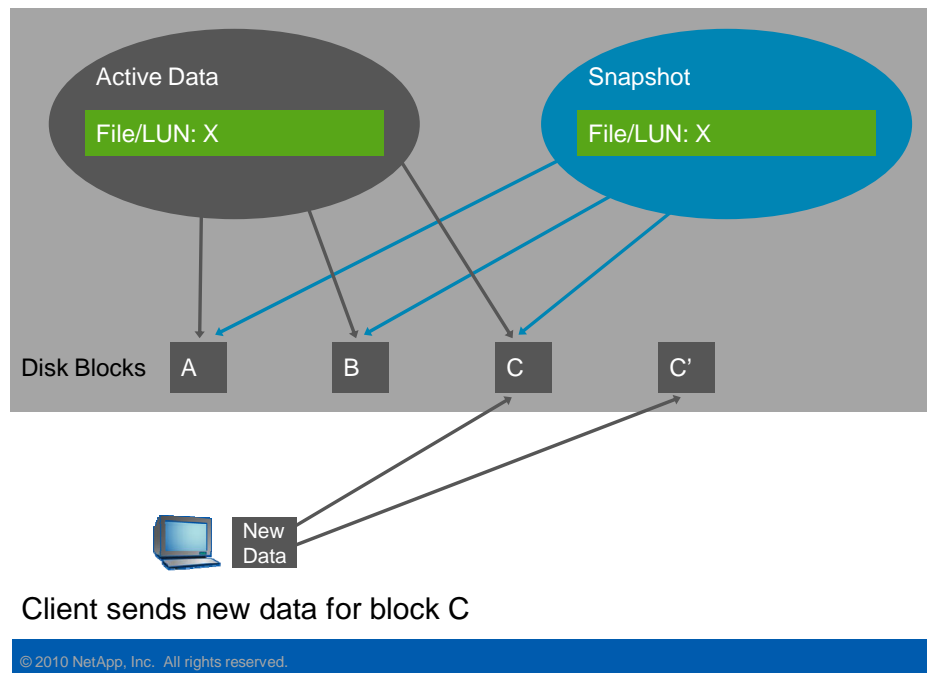 Active Data
Snapshot
File/LUN: X
File/LUN: X
Disk Blocks
A
B
C
C’
New
Data
Client sends new data for block C
© 2010 NetApp, Inc. All rights reserved.